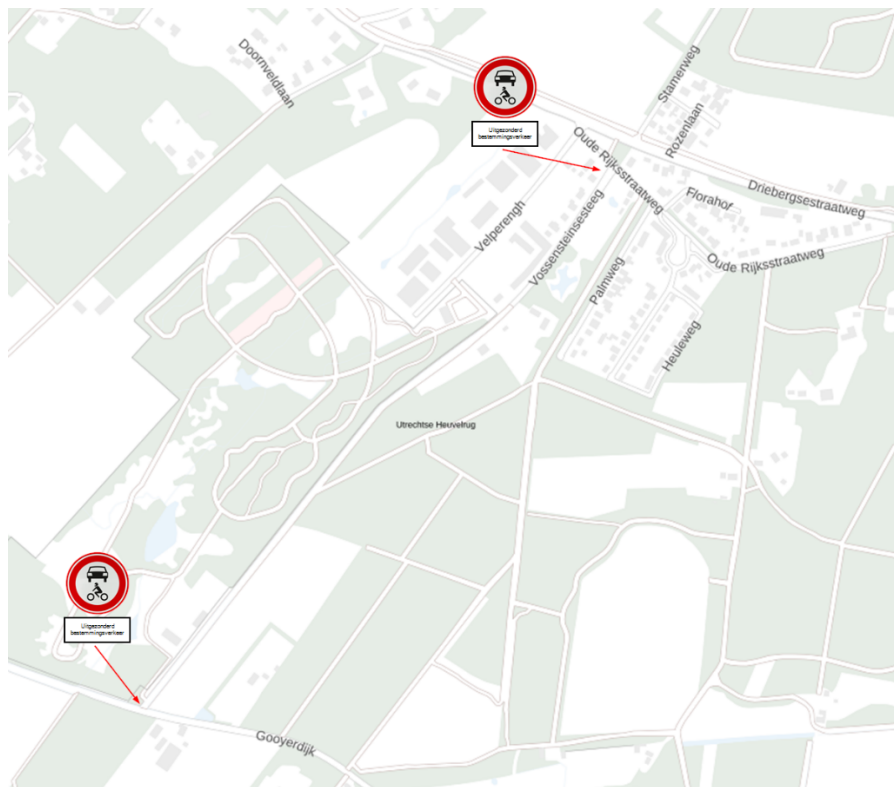 Doornveldlaan
Stamerweg
Uitgezonderd
bestemmingsverkeer
Oude Rijksstraatweg
Rozenlaan
Driebergsestraatweg
Florahof
Velperengh
Vossensteinsesteeg
Oude Rijksstraatweg
Palmweg
Heuleweg
Utrechtse Heuvelrug
Uitgezonderd
bestemmingsverkeer
Gooyerdijk